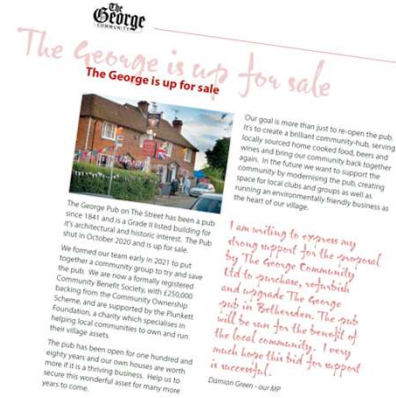 The
George
COMMUNITY
The George is up for sale
The George is up for sale
The George Pub on The Street has been a pub
since 1841 and is a Grade II listed building for
it's architectural and historic interest. The Pub
shut in October 2020 and is up for sale.
We formed our team early in 2021 to put
together a community group to try and save
the pub. We are now a formally registered
Community Benefit Society, with £250,000
backing from the Community Ownership
Scheme, and are supported by the Plunkett
Foundation, a charity which specialises in
helping local communities to own and run
their village assets.
The pub has been open for one hundred and
eighty years and our own houses are worth
more if it is a thriving business. Help us to
secure this wonderful asset for many more
years to come.
Our goal is more than just to re-open the pub.
It's to create a brilliant community-hub, serving
locally sourced home cooked food, beers and
wines and bring our community back together
again. In the future we want to support the
community by modernising the pub, creating
space for local clubs and groups as well as
running an environmentally friendly business as
the heart of our village.
I am writing to express my
strong support for the proposal
by The George Community
Ltd to purchase, refurbish
and upgrade The George
pub in Bethersden. The pub
will be run for the benefit of
the local community. I very
much hope this bid for support
is successful.
Damian Green - our MP